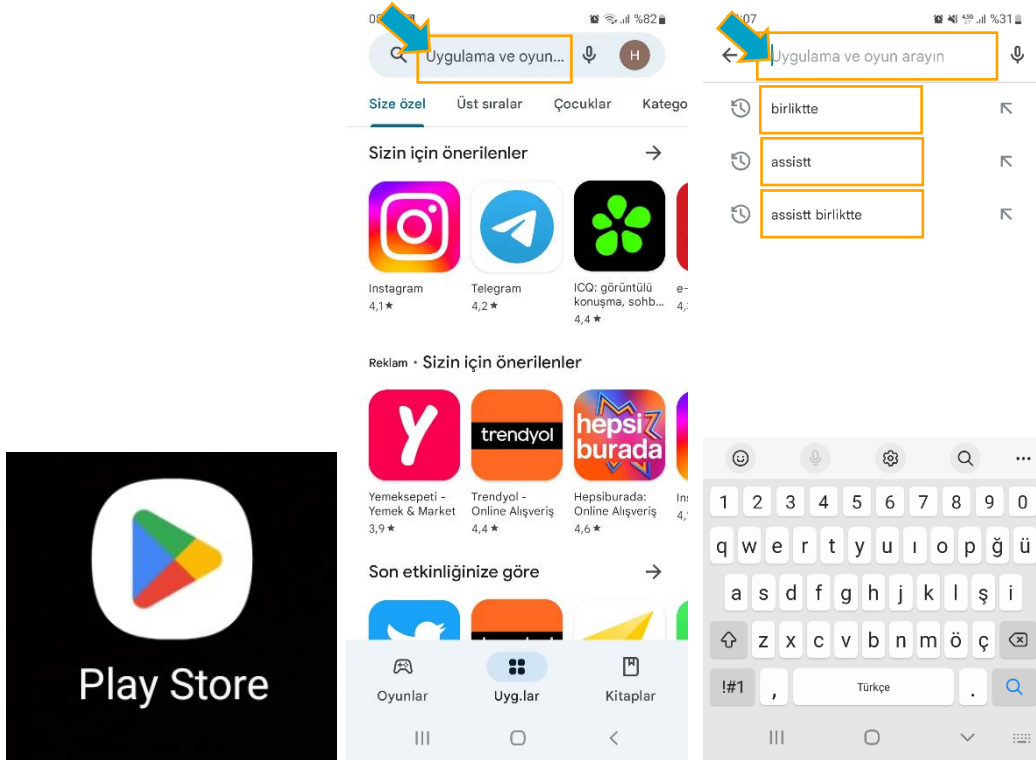 Play Store
%82
Uygulama ve oyun...
H
Size özel Üst sıralar Çocuklar Katego
Sizin için önerilenler
Instagram
4,1★
Telegram
4,2★
ICQ: görüntülü
konuşma, sohb...
4,4★
e-
4,
Reklam · Sizin için önerilenler
trendyol
hepsi
burada
Yemeksepeti -
Yemek & Market
3,9★
Trendyol -
Online Alışveriş
4,4★
Hepsiburada:
Online Alışveriş
4,6★
In
4,
Son etkinliğinize göre
Oyunlar Uyg.lar Kitaplar
:07 %31
Uygulama ve oyun arayın
birliktte
assistt
assistt birliktte
1 2 3 4 5 6 7 8 9 0
q w e r t y u ı o p ğ ü
a s d f g h j k l ş i
z x c v b n m ö ç
!#1 , Türkçe .